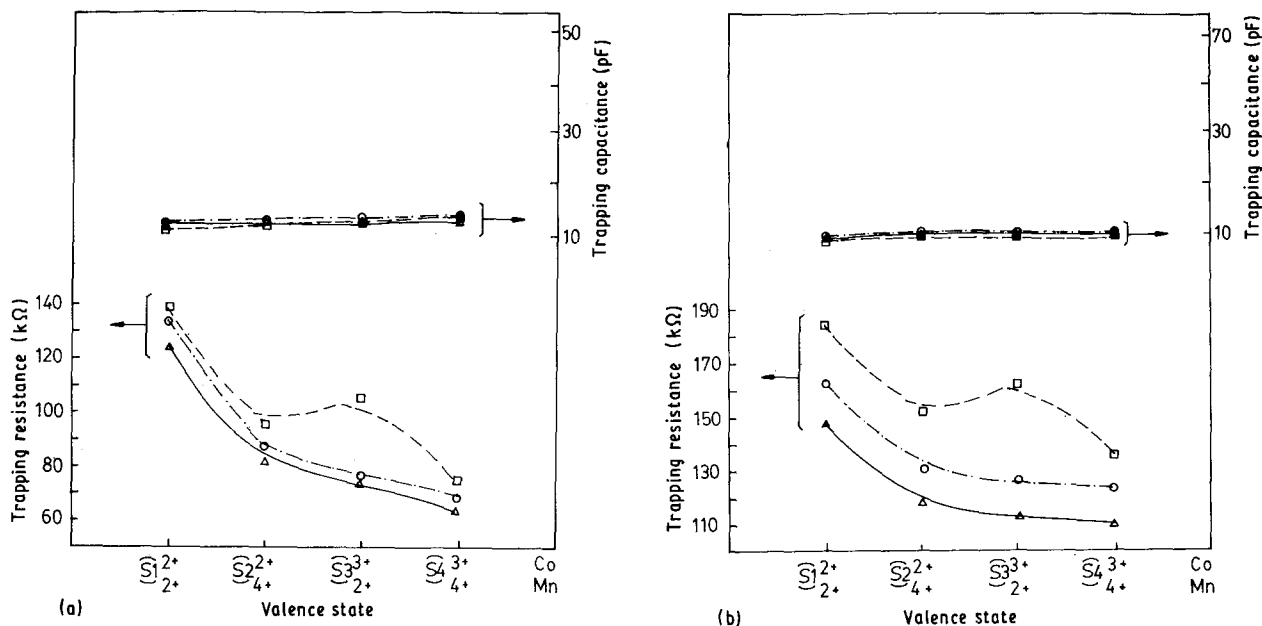 50
30
10
Trapping capacitance (pF)
140
120
100
80
60
Trapping resistance (kΩ)
(S1) 2+ 2+
(S2) 2+ 4+
(S3) 3+ 2+
(S4) 3+ 4+
Co
Mn
(a)
Valence state
70
30
10
Trapping capacitance (pF)
190
170
150
130
110
Trapping resistance (kΩ)
(S1) 2+ 2+
(S2) 2+ 4+
(S3) 3+ 2+
(S4) 3+ 4+
Co
Mn
(b)
Valence state